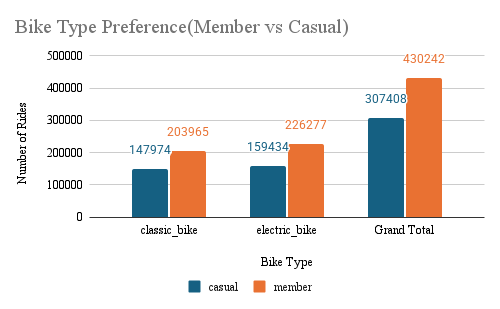 Bike Type Preference(Member vs Casual)
500000
400000
300000
200000
100000
0
Number of Rides
147974
203965
159434
226277
307408
430242
classic_bike
electric_bike
Grand Total
Bike Type
casual
member